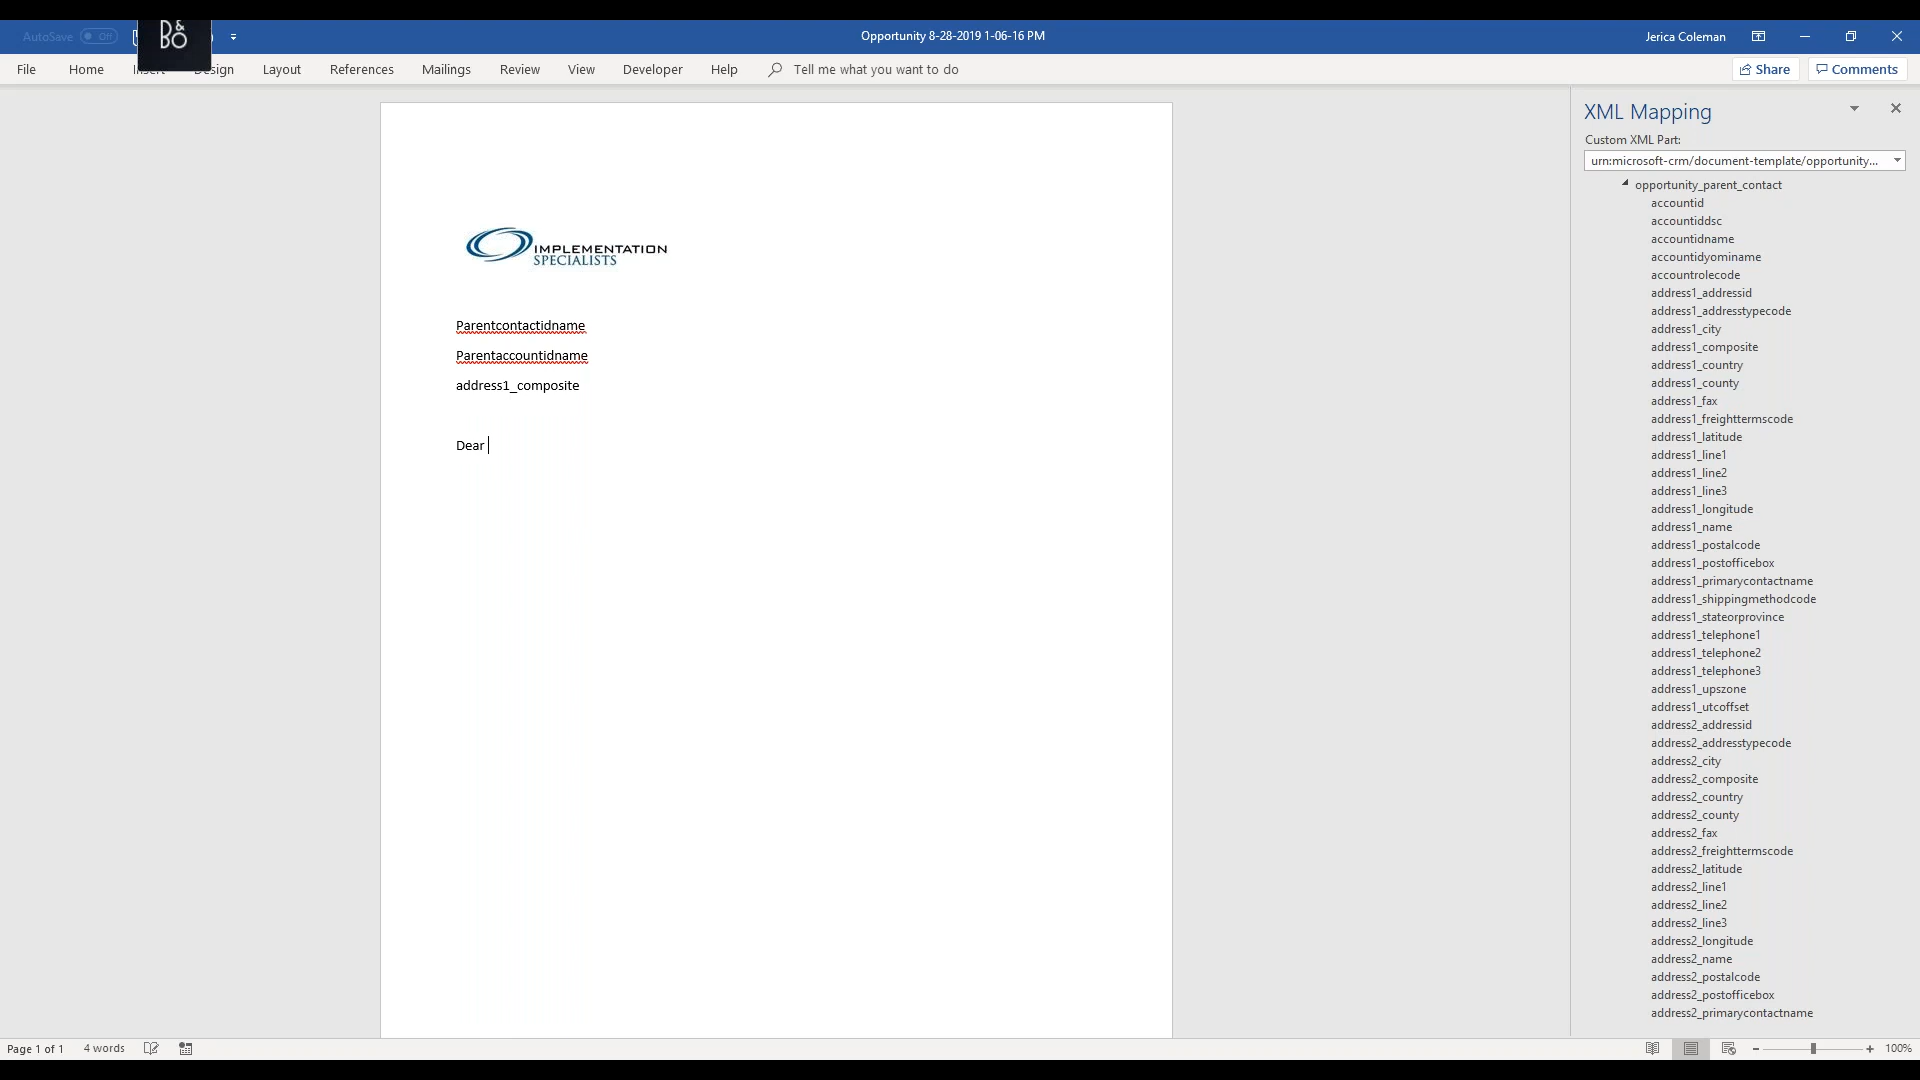 AutoSave Off
B&O
Opportunity 8-28-2019 1-06-16 PM
Jerica Coleman
File Home Insert Design Layout References Mailings Review View Developer Help Tell me what you want to do Share Comments
IMPLEMENTATION
SPECIALISTS
Parentcontactidname
Parentaccountidname
address1_composite
Dear
XML Mapping
Custom XML Part:
urn:microsoft-crm/document-template/opportunity...
opportunity_parent_contact
accountid
accountiddsc
accountidname
accountidyominame
accountrolecode
address1_addressid
address1_addresstypecode
address1_city
address1_composite
address1_country
address1_county
address1_fax
address1_freighttermscode
address1_latitude
address1_line1
address1_line2
address1_line3
address1_longitude
address1_name
address1_postalcode
address1_postofficebox
address1_primarycontactname
address1_shippingmethodcode
address1_stateorprovince
address1_telephone1
address1_telephone2
address1_telephone3
address1_upszone
address1_utcoffset
address2_addressid
address2_addresstypecode
address2_city
address2_composite
address2_country
address2_county
address2_fax
address2_freighttermscode
address2_latitude
address2_line1
address2_line2
address2_line3
address2_longitude
address2_name
address2_postalcode
address2_postofficebox
address2_primarycontactname
Page 1 of 1 4 words 100%